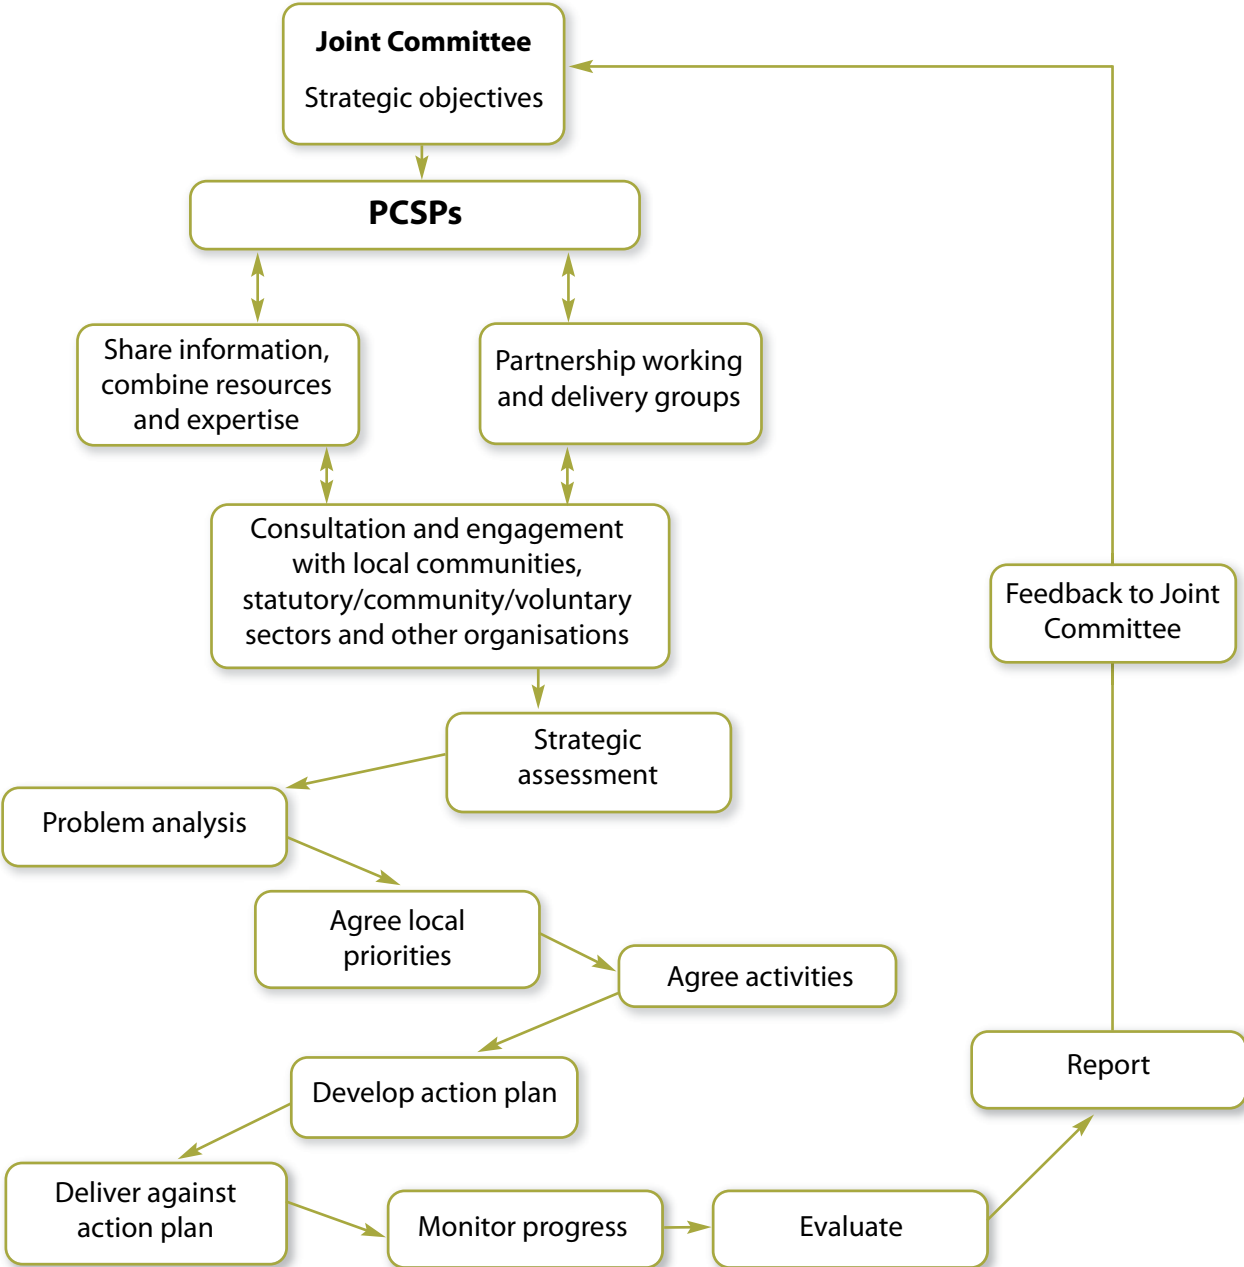 Joint Committee
Strategic objectives
PCSPs
Share information,
combine resources
and expertise
Partnership working
and delivery groups
Consultation and engagement
with local communities,
statutory/community/voluntary
sectors and other organisations
Feedback to Joint
Committee
Strategic
assessment
Problem analysis
Agree local
priorities
Agree activities
Develop action plan
Report
Deliver against
action plan
Monitor progress
Evaluate